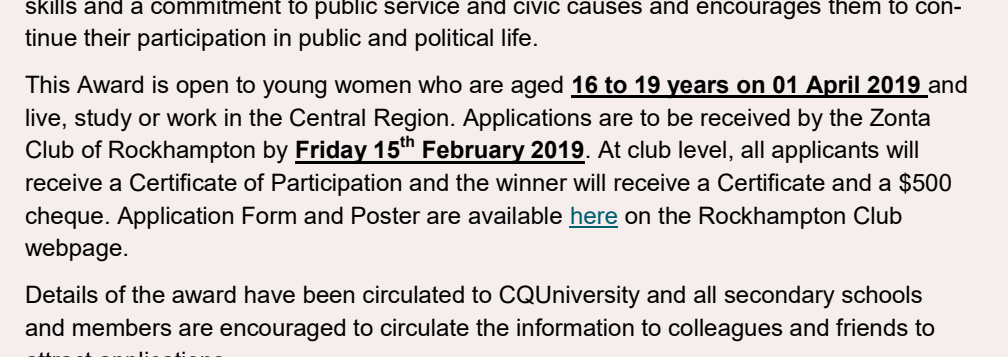 skills and a commitment to public service and civic causes and encourages them to con-
tinue their participation in public and political life.
This Award is open to young women who are aged 16 to 19 years on 01 April 2019 and
live, study or work in the Central Region. Applications are to be received by the Zonta
Club of Rockhampton by Friday 15th February 2019. At club level, all applicants will
receive a Certificate of Participation and the winner will receive a Certificate and a $500
cheque. Application Form and Poster are available here on the Rockhampton Club
webpage.
Details of the award have been circulated to CQUniversity and all secondary schools
and members are encouraged to circulate the information to colleagues and friends to
attract applications.